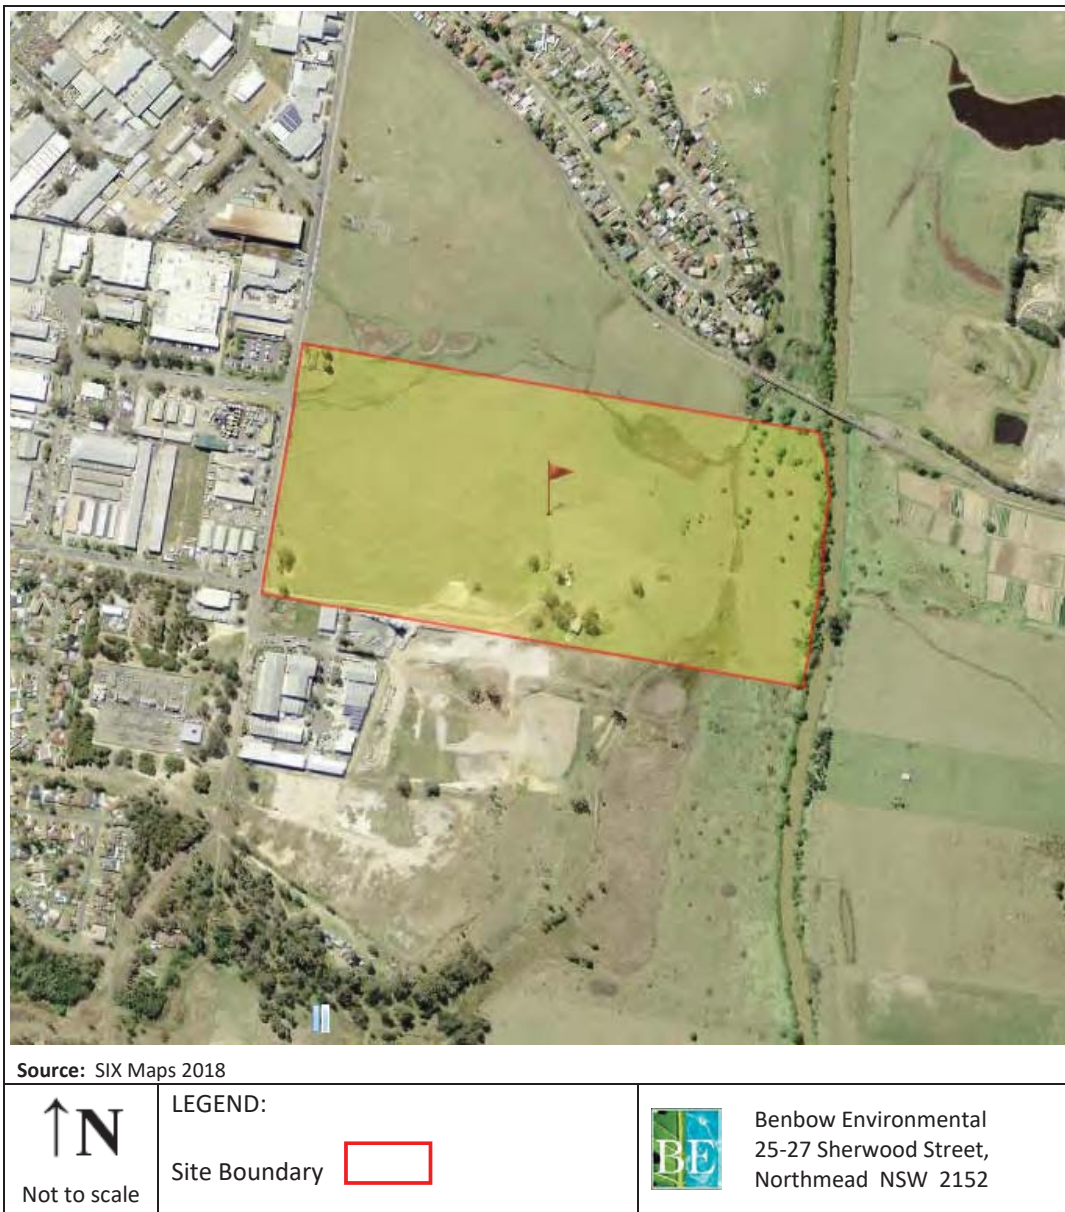 Source: SIX Maps 2018
↑N
Not to scale
LEGEND:
Site Boundary
BE
Benbow Environmental
25-27 Sherwood Street,
Northmead NSW 2152